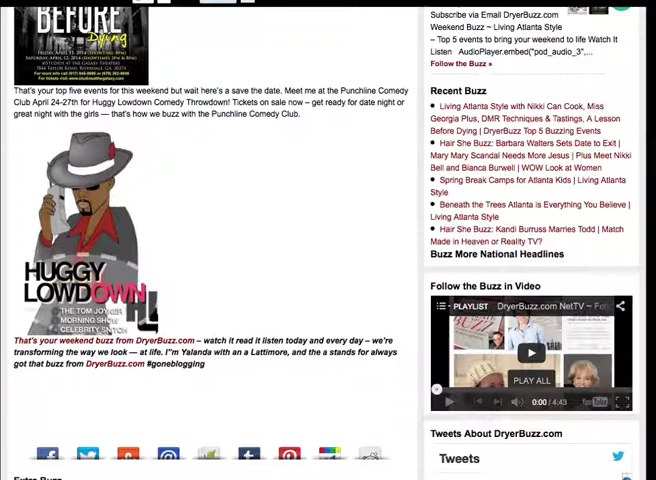 BEFORE
Dying
That's your top five events for this weekend but wait here's a save the date. Meet me at the Punchline Comedy
Club April 24-27th for Huggy Lowdown Comedy Throwdown! Tickets on sale now – get ready for date night or
great night with the girls — that's how we buzz with the Punchline Comedy Club.
HUGGY
LOWDOWN
THE TOM JOYNER
MORNING SHOW
CELEBRITY SNITCH
That's your weekend buzz from DryerBuzz.com – watch it read it listen today and every day – we're
transforming the way we look — at life. I"m Yalanda with an a Lattimore, and the a stands for always
got that buzz from DryerBuzz.com #goneblogging
Subscribe via Email DryerBuzz.com
Weekend Buzz ~ Living Atlanta Style
– Top 5 events to bring your weekend to life Watch It
Listen AudioPlayer.embed("pod_audio_3",...
Follow the Buzz »
Recent Buzz
Living Atlanta Style with Nikki Can Cook, Miss
Georgia Plus, DMR Techniques & Tastings, A Lesson
Before Dying | DryerBuzz Top 5 Buzzing Events
Hair She Buzz: Barbara Walters Sets Date to Exit |
Mary Mary Scandal Needs More Jesus | Plus Meet Nikki
Bell and Bianca Burwell | WOW Look at Women
Spring Break Camps for Atlanta Kids | Living Atlanta
Style
Beneath the Trees Atlanta is Everything You Believe |
Living Atlanta Style
Hair She Buzz: Kandi Burruss Marries Todd | Match
Made in Heaven or Reality TV?
Buzz More National Headlines
Follow the Buzz in Video
PLAYLIST DryerBuzz.com NetTV ~
PLAY ALL
0:00 / 4:43
YouTube
Tweets About DryerBuzz.com
Tweets
Extra Buzz